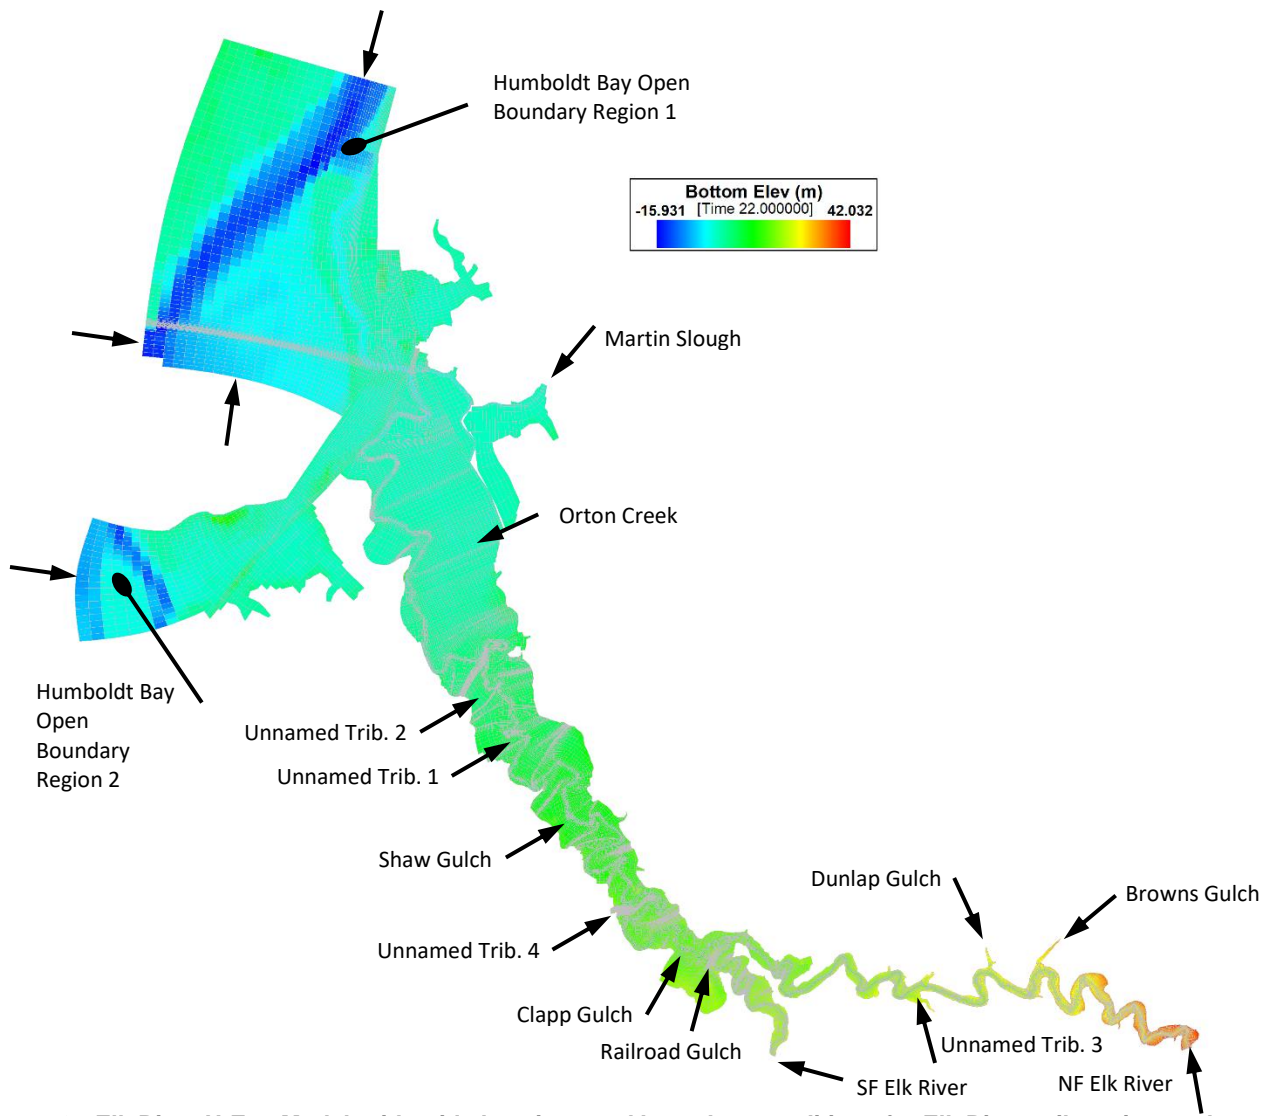 Humboldt Bay Open
Boundary Region 1
Bottom Elev (m)
-15.931 [Time 22.000000] 42.032
Martin Slough
Orton Creek
Humboldt Bay
Open
Boundary
Region 2
Unnamed Trib. 2
Unnamed Trib. 1
Shaw Gulch
Dunlap Gulch
Browns Gulch
Unnamed Trib. 4
Clapp Gulch
Railroad Gulch
Unnamed Trib. 3
SF Elk River
NF Elk River